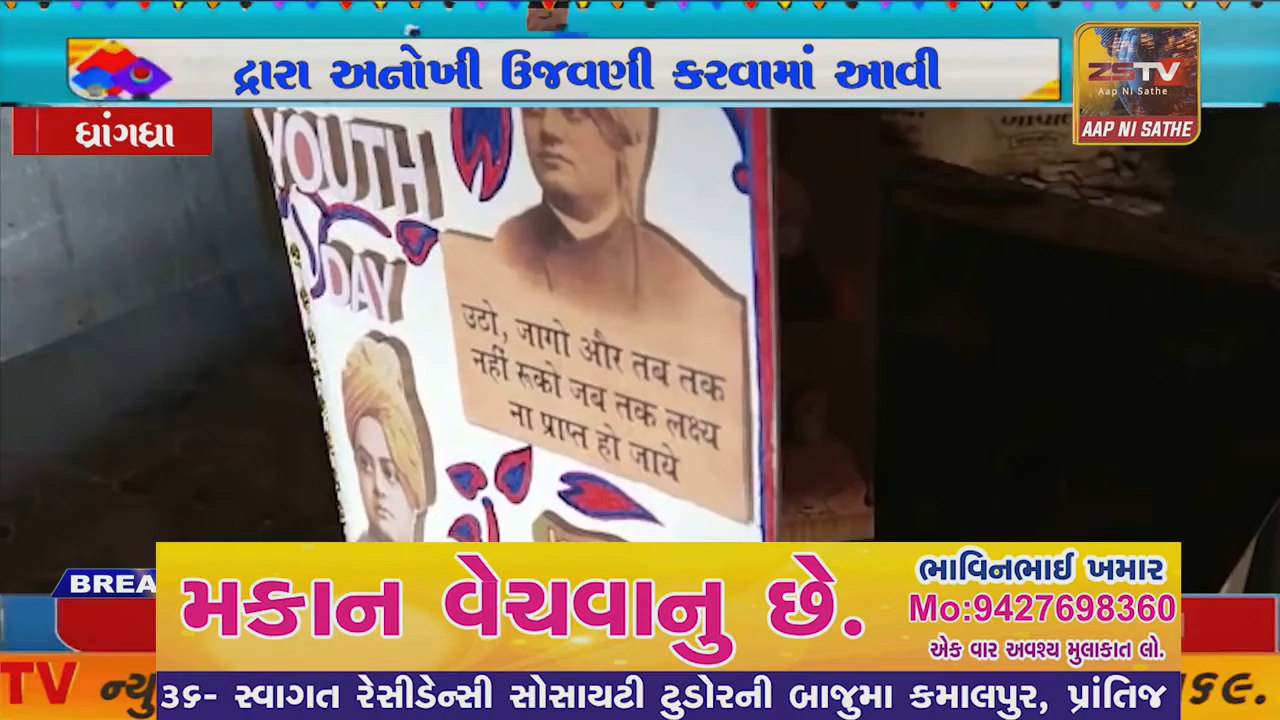 દ્વારા અનોખી ઉજવણી કરવામાં આવી
ZSTV
Aap Ni Sathe
AAP NI SATHE
ધ્રાંગધ્રા
YOUTH
DAY
उठो, जागो और तब तक
नहीं रूको जब तक लक्ष्य
ना प्राप्त हो जाये
BREA
મકાન વેચવાનુ છે.
ભાવિનભાઈ ખમાર
Mo:9427698360
એક વાર અવશ્ય મુલાકાત લો.
TV ન્યુ
૩૬- સ્વાગત રેસીડેન્સી સોસાયટી ટુડોરની બાજુમા કમાલપુર, પ્રાંતિજ